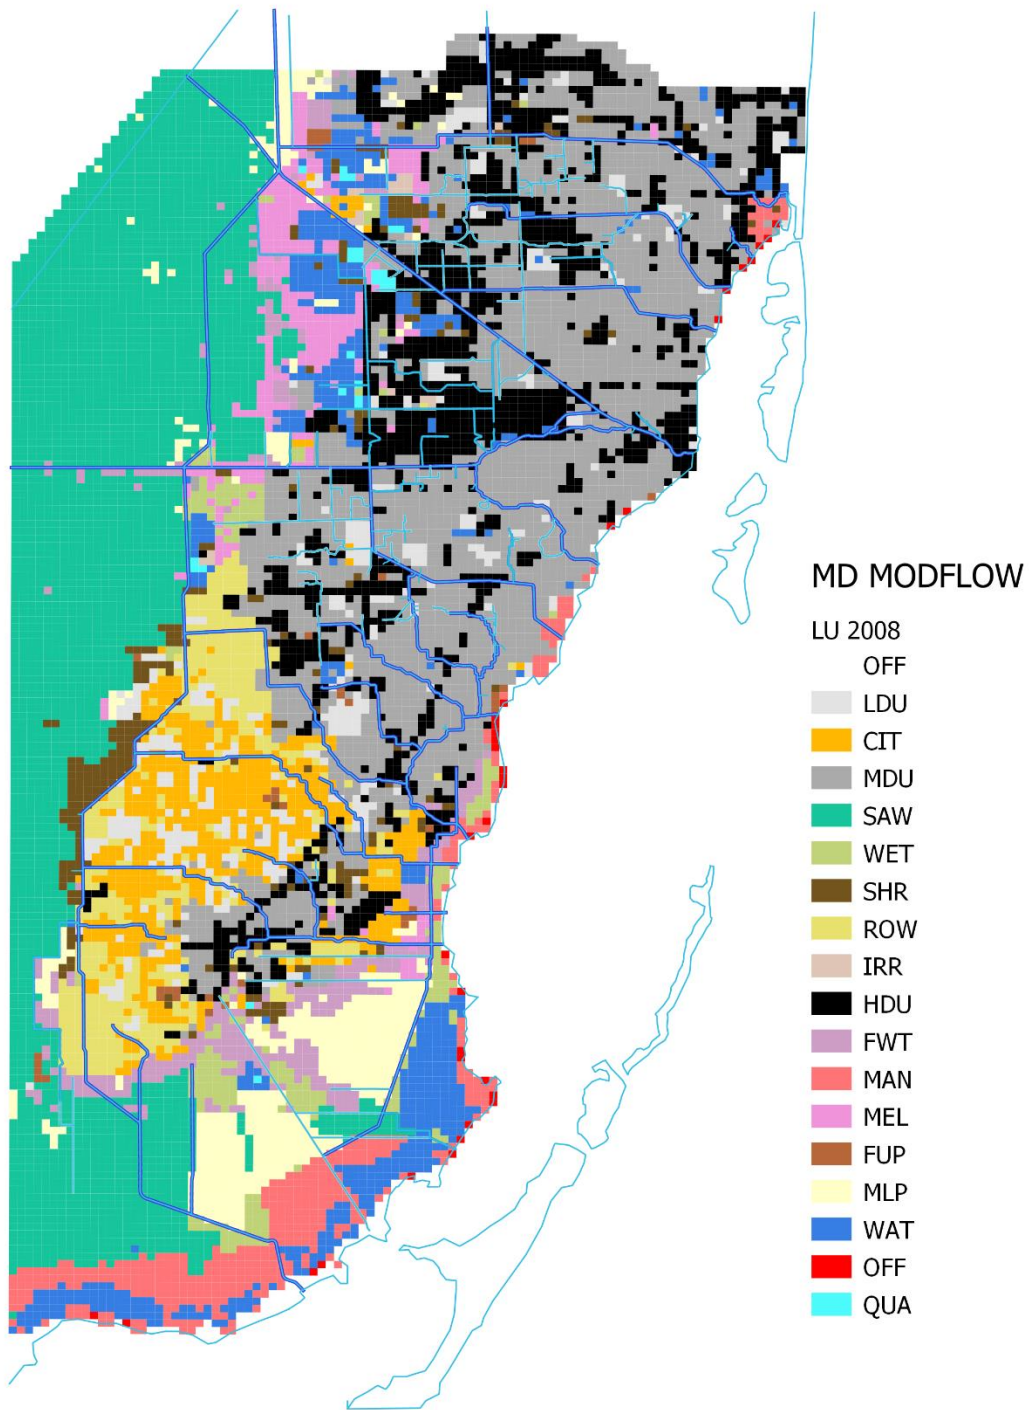 MD MODFLOW
LU 2008
OFF
LDU
CIT
MDU
SAW
WET
SHR
ROW
IRR
HDU
FWT
MAN
MEL
FUP
MLP
WAT
OFF
QUA